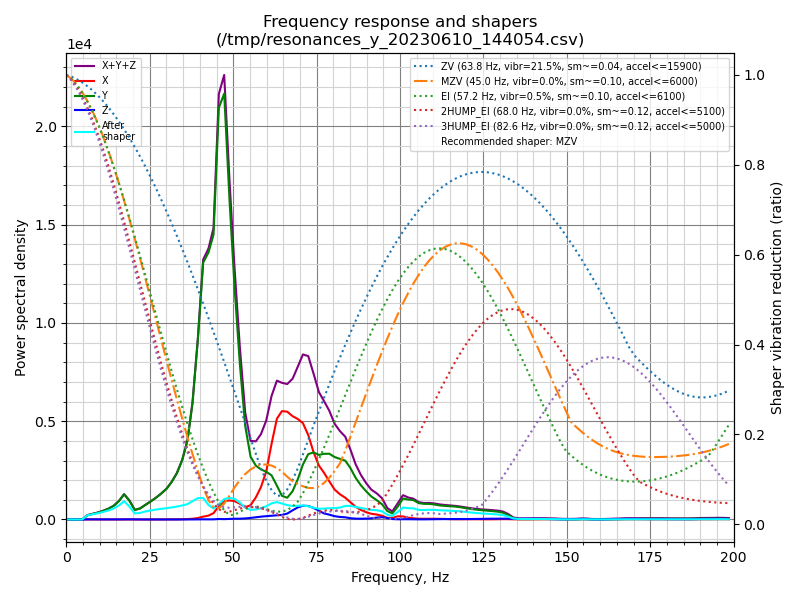 Frequency response and shapers
(/tmp/resonances_y_20230610_144054.csv)
1e4
X+Y+Z
X
Y
Z
After
shaper
ZV (63.8 Hz, vibr=21.5%, sm~=0.04, accel<=15900)
MZV (45.0 Hz, vibr=0.0%, sm~=0.10, accel<=6000)
EI (57.2 Hz, vibr=0.5%, sm~=0.10, accel<=6100)
2HUMP_EI (68.0 Hz, vibr=0.0%, sm~=0.12, accel<=5100)
3HUMP_EI (82.6 Hz, vibr=0.0%, sm~=0.12, accel<=5000)
Recommended shaper: MZV
Power spectral density
2.0
1.5
1.0
0.5
0.0
1.0
0.8
0.6
0.4
0.2
0.0
Shaper vibration reduction (ratio)
0 25 50 75 100 125 150 175 200
Frequency, Hz